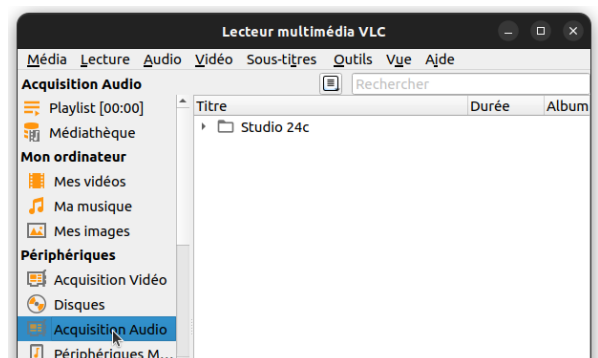 Lecteur multimédia VLC
Média Lecture Audio Vidéo Sous-titres Outils Vue Aide
Acquisition Audio
Rechercher
Playlist [00:00]
Médiathèque
Mon ordinateur
Mes vidéos
Ma musique
Mes images
Périphériques
Acquisition Vidéo
Disques
Acquisition Audio
Périphériques M...
Titre Durée Album
Studio 24c